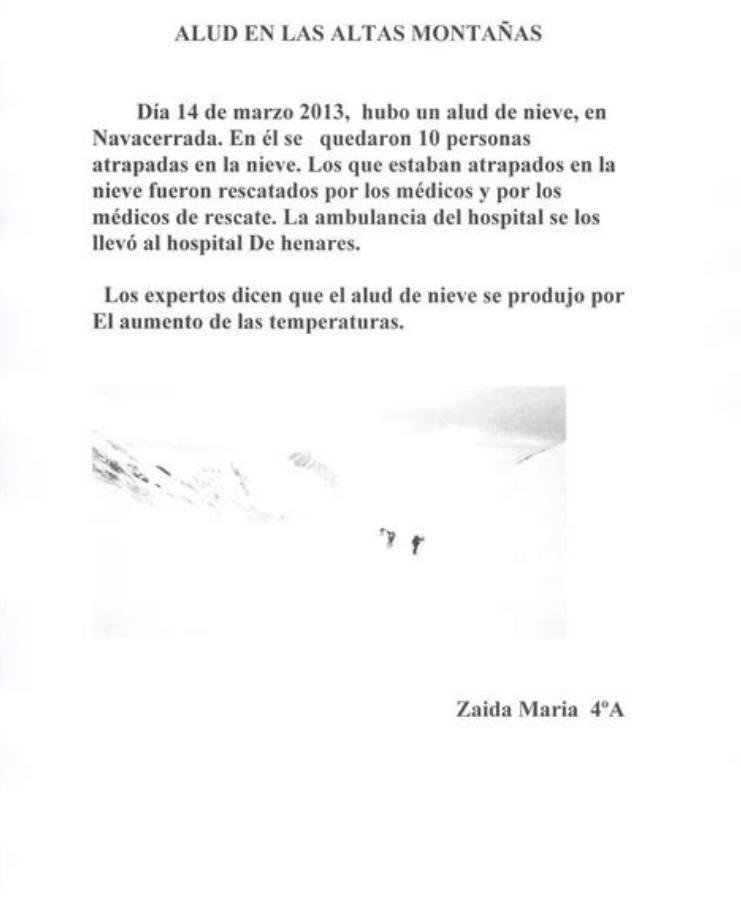 ALUD EN LAS ALTAS MONTAÑAS
Día 14 de marzo 2013, hubo un alud de nieve, en
Navacerrada. En él se quedaron 10 personas
atrapadas en la nieve. Los que estaban atrapados en la
nieve fueron rescatados por los médicos y por los
médicos de rescate. La ambulancia del hospital se los
llevó al hospital De henares.
Los expertos dicen que el alud de nieve se produjo por
El aumento de las temperaturas.
Zaida Maria 4ºA